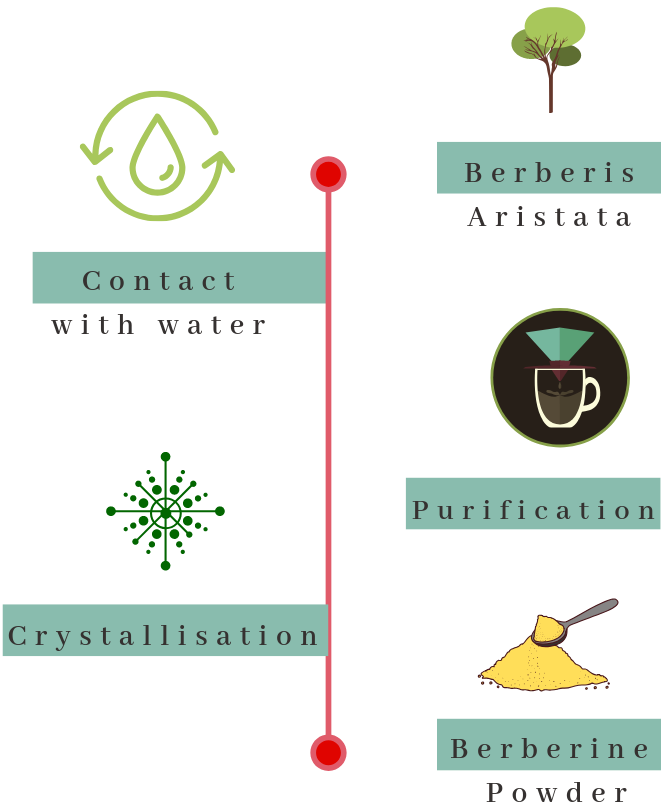 Berberis
Aristata
Contact
with water
Purification
Crystallisation
Berberine
Powder